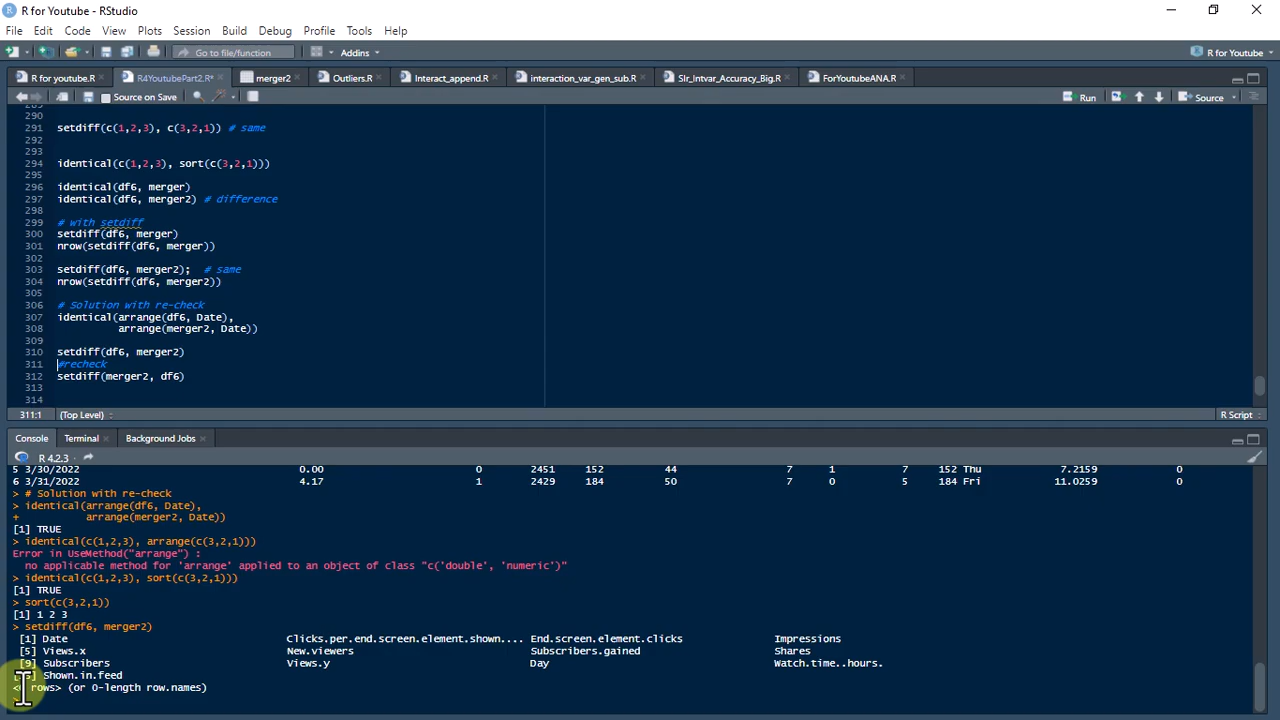 R for Youtube - RStudio
File Edit Code View Plots Session Build Debug Profile Tools Help
Go to file/function Addins R for Youtube
R for youtube.R R4YoutubePart2.R* merger2 Outliers.R Interact_append.R interaction_var_gen_sub.R Slr_Intvar_Accuracy_Big.R ForYoutubeANA.R
Source on Save Run Source
289
290
291 setdiff(c(1,2,3), c(3,2,1)) # same
292
293
294 identical(c(1,2,3), sort(c(3,2,1)))
295
296 identical(df6, merger)
297 identical(df6, merger2) # difference
298
299 # with setdiff
300 setdiff(df6, merger)
301 nrow(setdiff(df6, merger))
302
303 setdiff(df6, merger2); # same
304 nrow(setdiff(df6, merger2))
305
306 # Solution with re-check
307 identical(arrange(df6, Date),
308 arrange(merger2, Date))
309
310 setdiff(df6, merger2)
311 #recheck
312 setdiff(merger2, df6)
313
314
311:1 (Top Level) R Script
Console Terminal Background Jobs
R 4.2.3 ·
5 3/30/2022 0.00 0 2451 152 44 7 1 7 152 Thu 7.2159 0
6 3/31/2022 4.17 1 2429 184 50 7 0 5 184 Fri 11.0259 0
> # Solution with re-check
> identical(arrange(df6, Date),
+ arrange(merger2, Date))
[1] TRUE
> identical(c(1,2,3), arrange(c(3,2,1)))
Error in UseMethod("arrange") :
no applicable method for 'arrange' applied to an object of class "c('double', 'numeric')"
> identical(c(1,2,3), sort(c(3,2,1)))
[1] TRUE
> sort(c(3,2,1))
[1] 1 2 3
> setdiff(df6, merger2)
[1] Date Clicks.per.end.screen.element.shown.... End.screen.element.clicks Impressions
[5] Views.x New.viewers Subscribers.gained Shares
[9] Subscribers Views.y Day Watch.time..hours.
Shown.in.feed
rows> (or 0-length row.names)